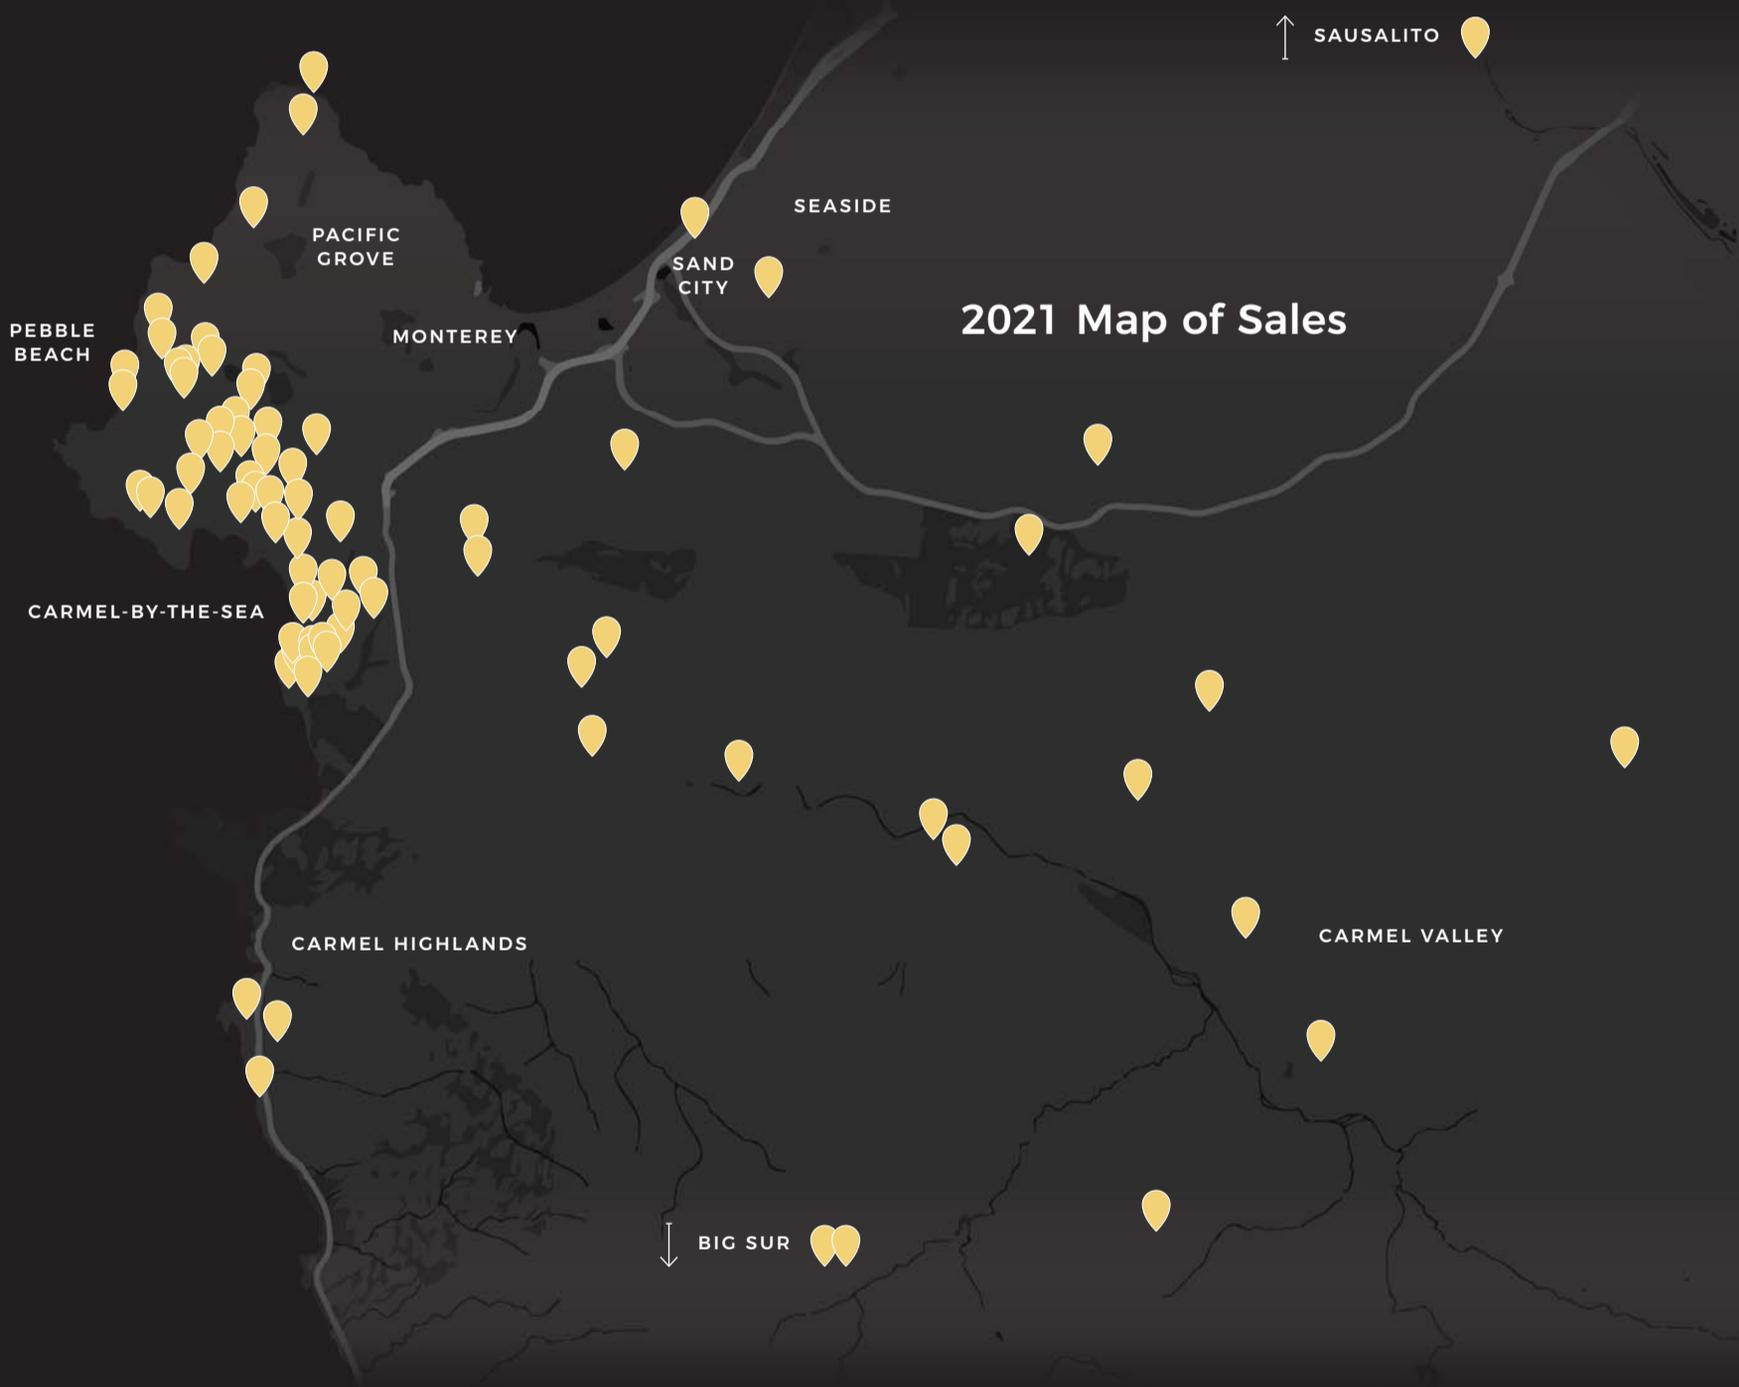 SAUSALITO
SEASIDE
PACIFIC
GROVE
SAND
CITY
2021 Map of Sales
PEBBLE
BEACH
MONTEREY
CARMEL-BY-THE-SEA
CARMEL VALLEY
CARMEL HIGHLANDS
BIG SUR